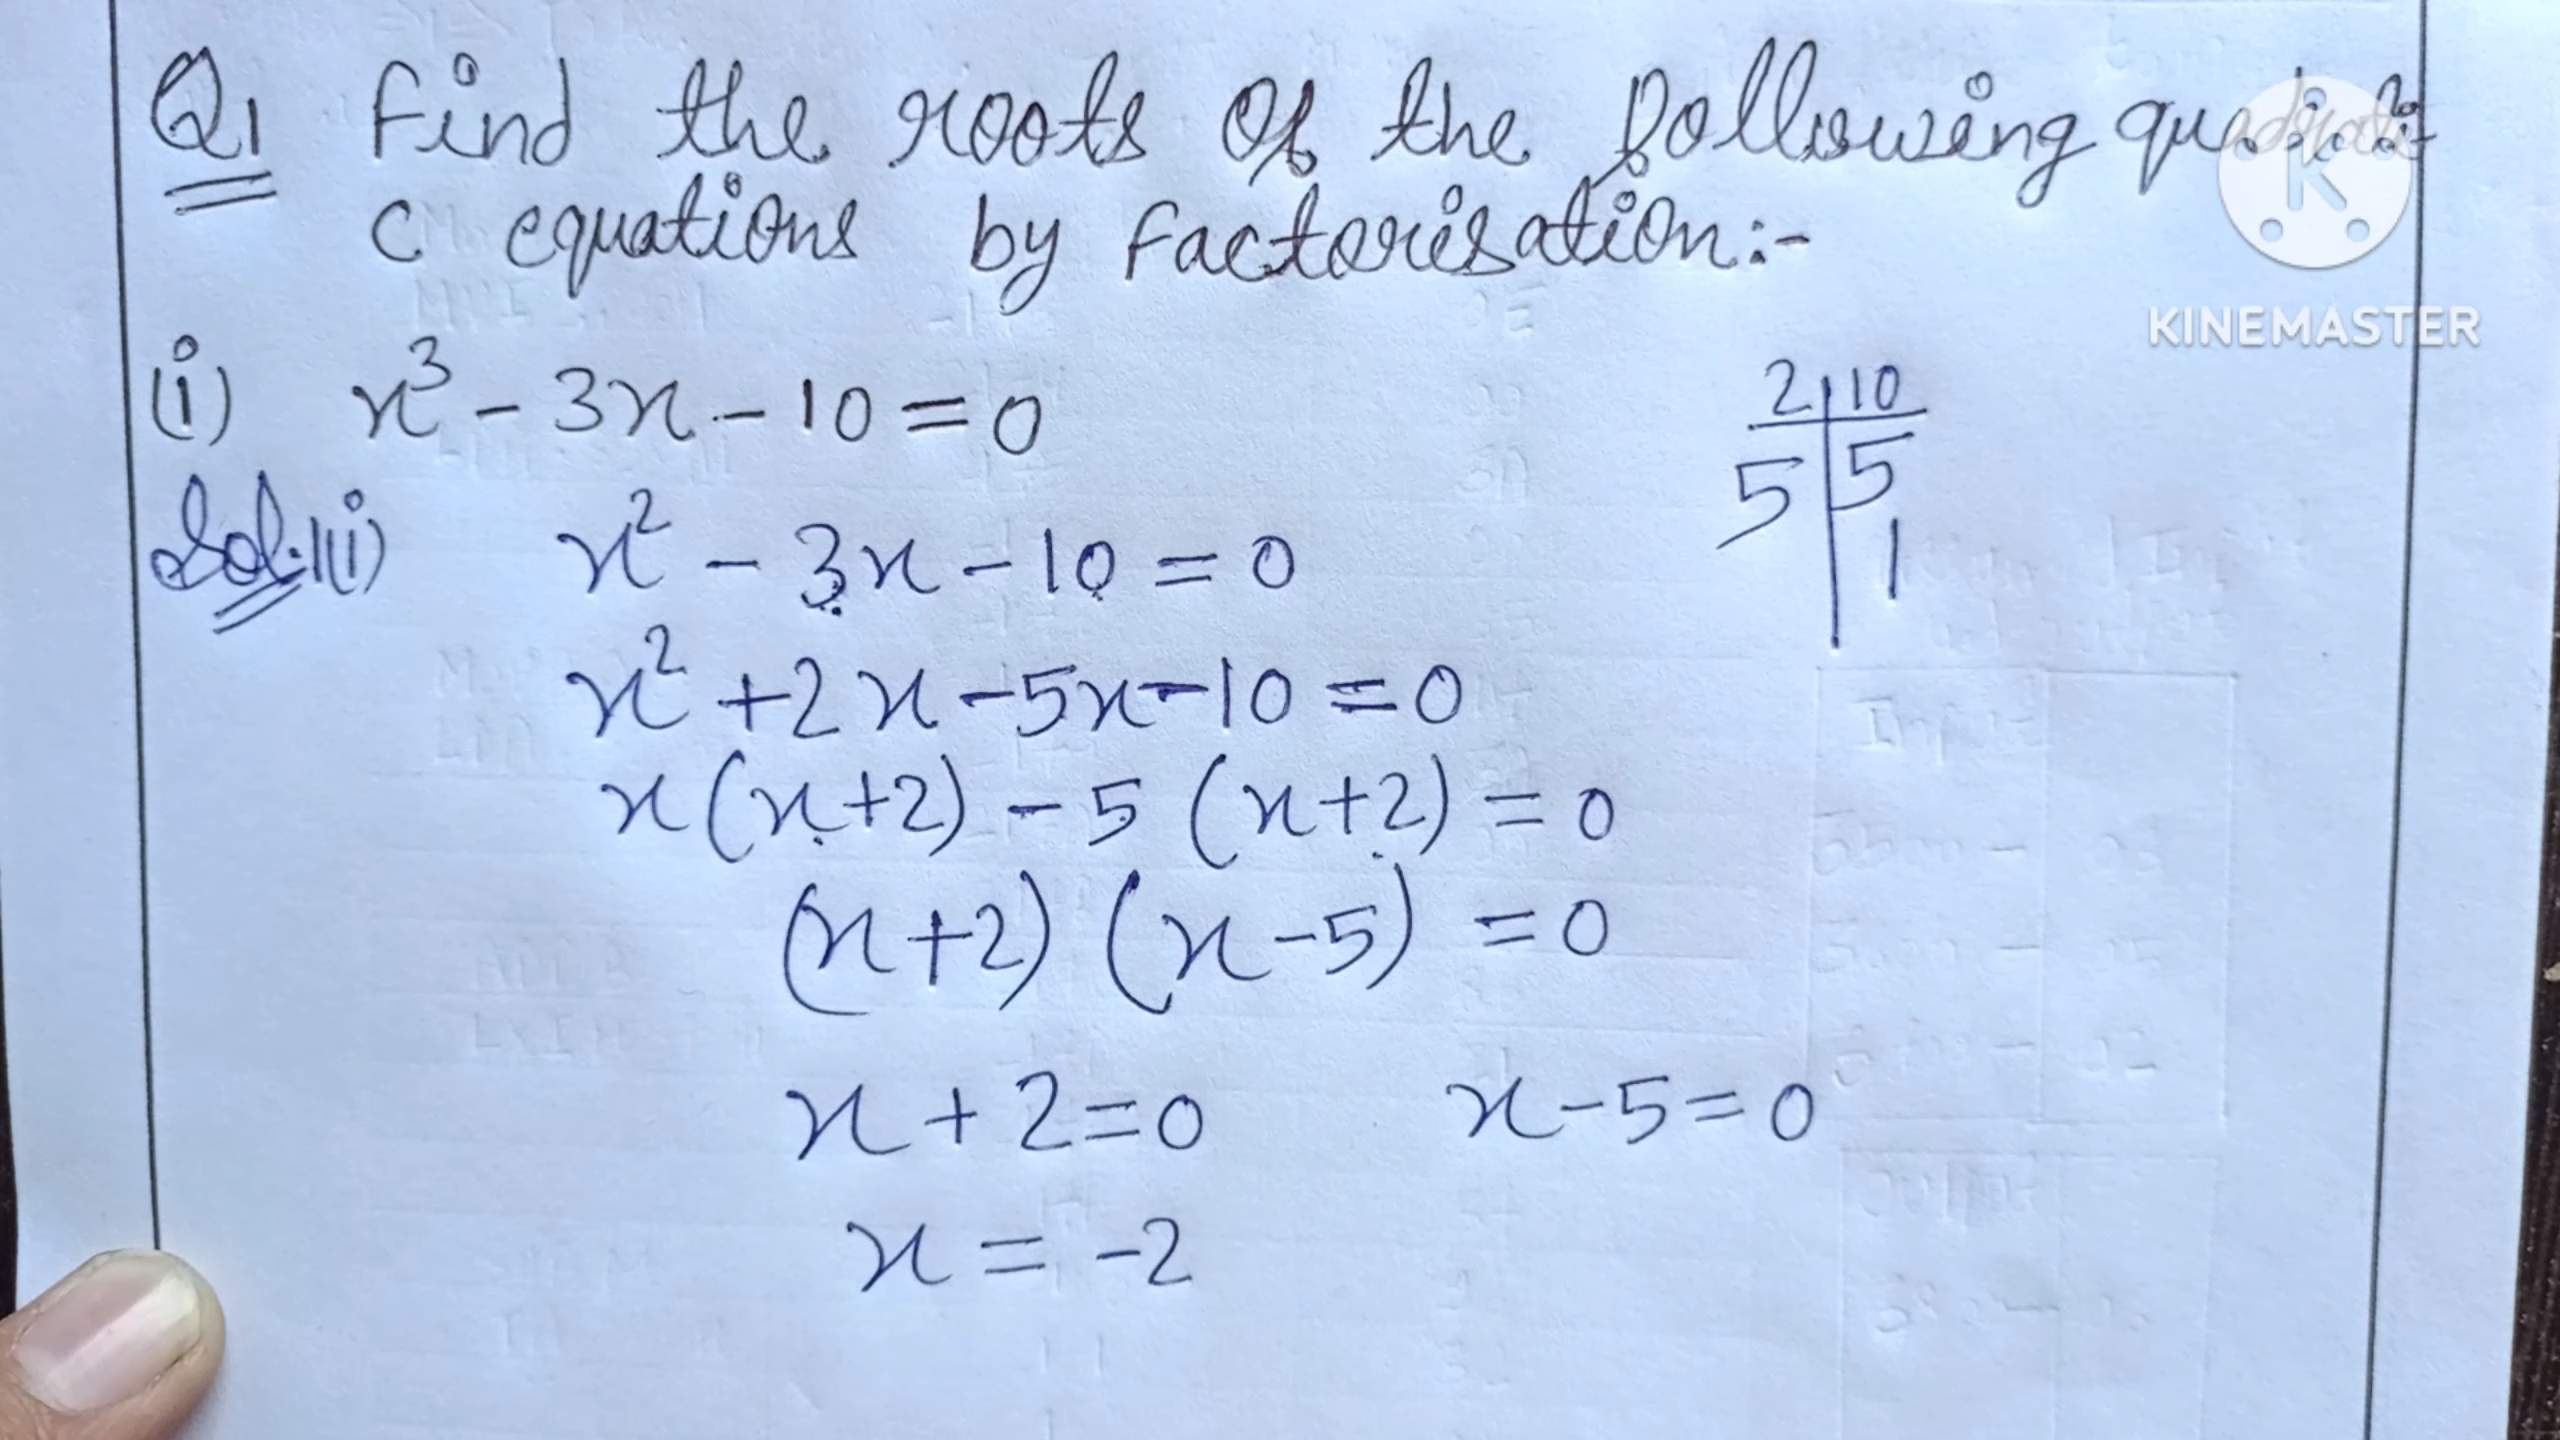 Q1 Find the roots of the following quadrati
c equations by factorisation:-
(i) x³ - 3x - 10 = 0
2 | 10
5 | 5
1
Sol.1(i) x² - 3x - 10 = 0
x² + 2x - 5x - 10 = 0
x(x+2) - 5(x+2) = 0
(x+2)(x-5) = 0
x + 2 = 0 x - 5 = 0
x = -2
KINEMASTER